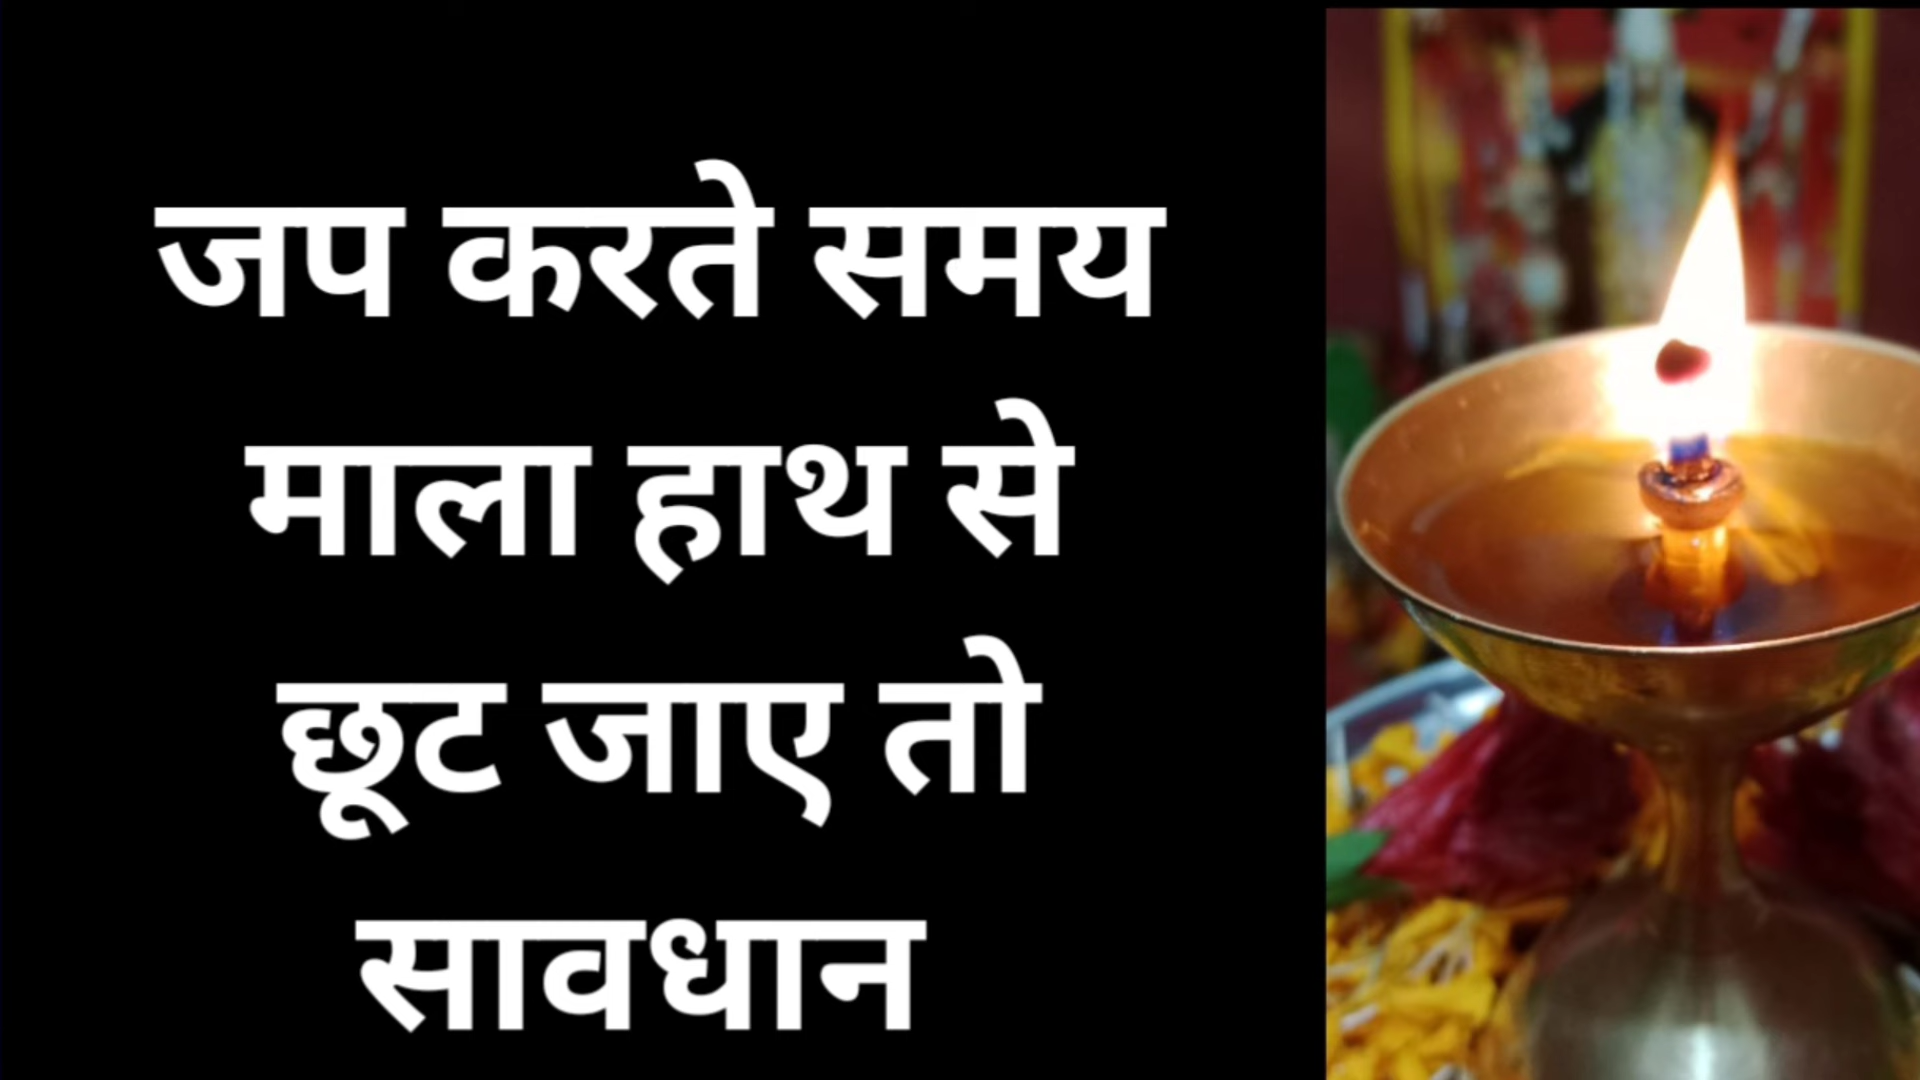 जप करते समय
माला हाथ से
छूट जाए तो
सावधान